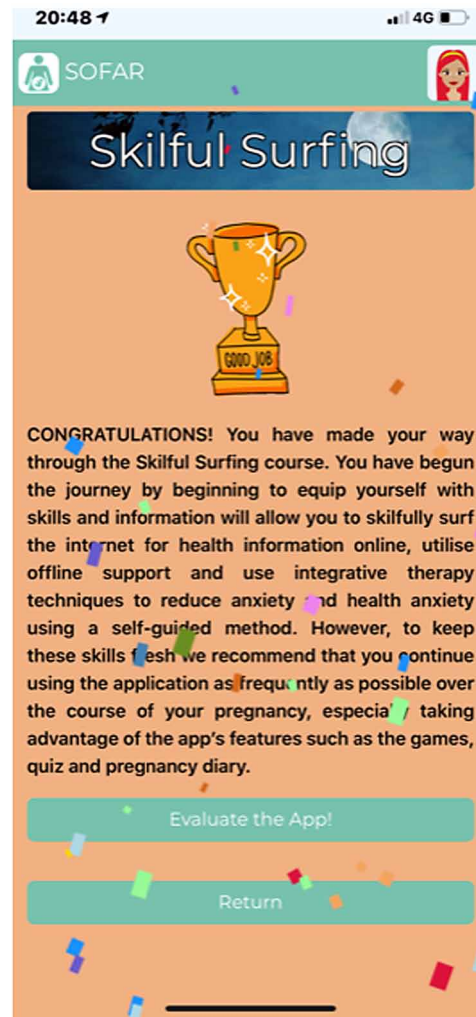 20:48
4G
SOFAR
Skilful Surfing
GOOD JOB
CONGRATULATIONS! You have made your way
through the Skilful Surfing course. You have begun
the journey by beginning to equip yourself with
skills and information will allow you to skilfully surf
the internet for health information online, utilise
offline support and use integrative therapy
techniques to reduce anxiety and health anxiety
using a self-guided method. However, to keep
these skills fresh we recommend that you continue
using the application as frequently as possible over
the course of your pregnancy, especially taking
advantage of the app's features such as the games,
quiz and pregnancy diary.
Evaluate the App!
Return